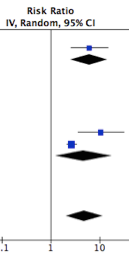 Risk Ratio
IV, Random, 95% CI
.1 1 10